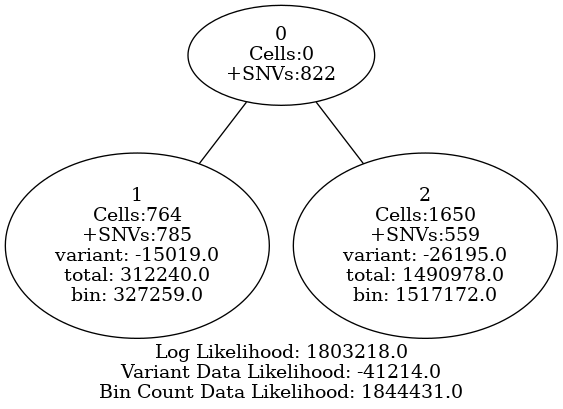 0
Cells:0
+SNVs:822
1
Cells:764
+SNVs:785
variant: -15019.0
total: 312240.0
bin: 327259.0
2
Cells:1650
+SNVs:559
variant: -26195.0
total: 1490978.0
bin: 1517172.0
Log Likelihood: 1803218.0
Variant Data Likelihood: -41214.0
Bin Count Data Likelihood: 1844431.0